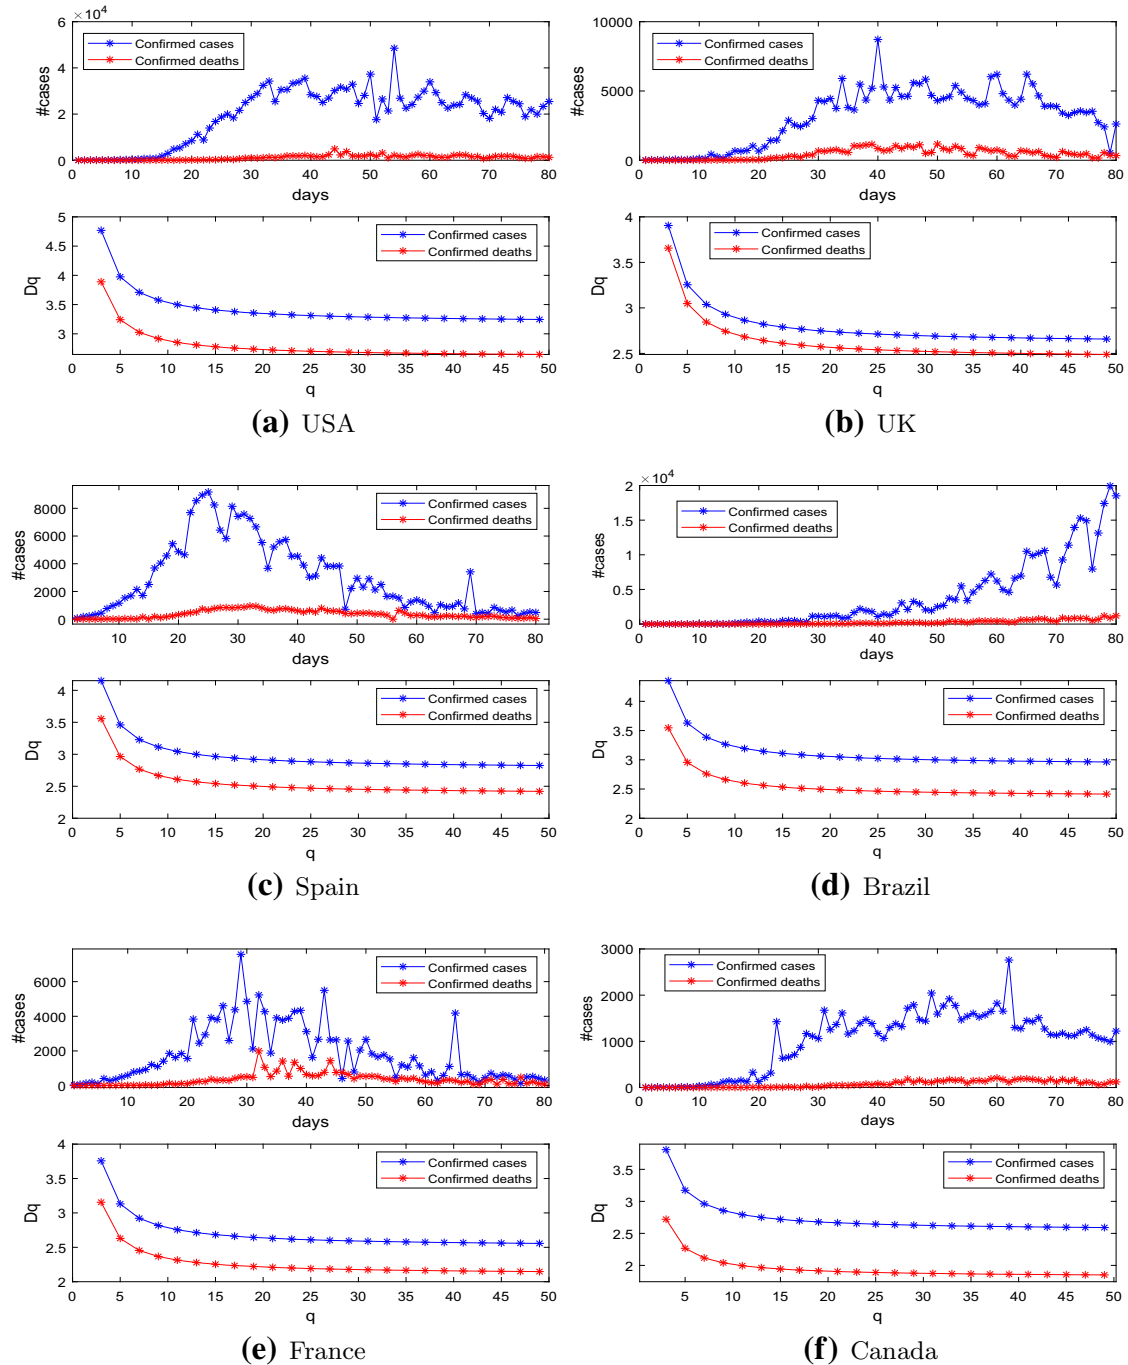 × 10^4
6
4
2
0
#cases
Confirmed cases
Confirmed deaths
0 10 20 30 40 50 60 70 80
days
5
4.5
4
3.5
3
Dq
Confirmed cases
Confirmed deaths
0 5 10 15 20 25 30 35 40 45 50
q
(a) USA
10000
5000
0
#cases
Confirmed cases
Confirmed deaths
0 10 20 30 40 50 60 70 80
days
4
3.5
3
2.5
Dq
Confirmed cases
Confirmed deaths
0 5 10 15 20 25 30 35 40 45 50
q
(b) UK
8000
6000
4000
2000
0
#cases
Confirmed cases
Confirmed deaths
10 20 30 40 50 60 70 80
days
4
3.5
3
2.5
2
Dq
Confirmed cases
Confirmed deaths
0 5 10 15 20 25 30 35 40 45 50
q
(c) Spain
× 10^4
2
1.5
1
0.5
0
#cases
Confirmed cases
Confirmed deaths
0 10 20 30 40 50 60 70 80
days
4
3.5
3
2.5
2
Dq
Confirmed cases
Confirmed deaths
0 5 10 15 20 25 30 35 40 45 50
q
(d) Brazil
6000
4000
2000
0
#cases
Confirmed cases
Confirmed deaths
10 20 30 40 50 60 70 80
days
4
3.5
3
2.5
2
Dq
Confirmed cases
Confirmed deaths
0 5 10 15 20 25 30 35 40 45 50
q
(e) France
3000
2000
1000
0
#cases
Confirmed cases
Confirmed deaths
0 10 20 30 40 50 60 70 80
days
3.5
3
2.5
2
Dq
Confirmed cases
Confirmed deaths
5 10 15 20 25 30 35 40 45 50
q
(f) Canada